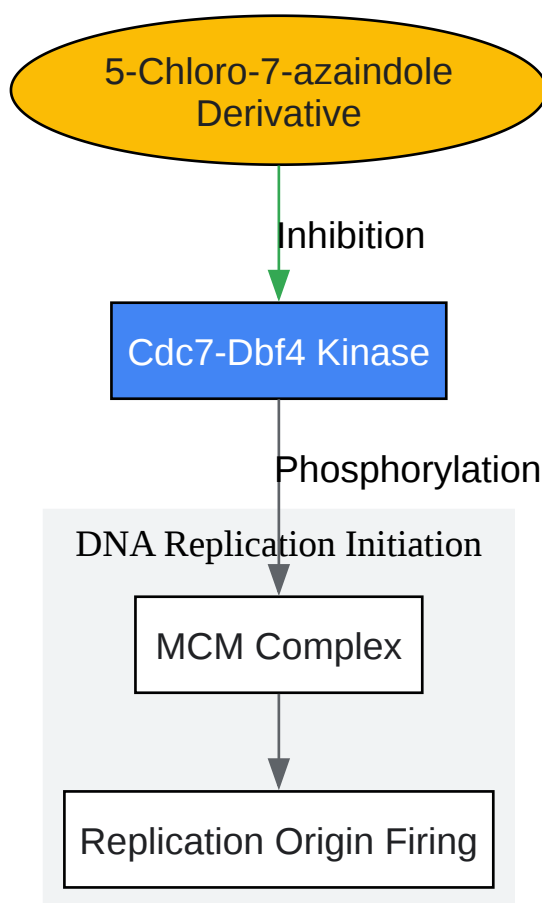 5-Chloro-7-azaindole
Derivative
Inhibition
Cdc7-Dbf4 Kinase
Phosphorylation
DNA Replication Initiation
MCM Complex
Replication Origin Firing